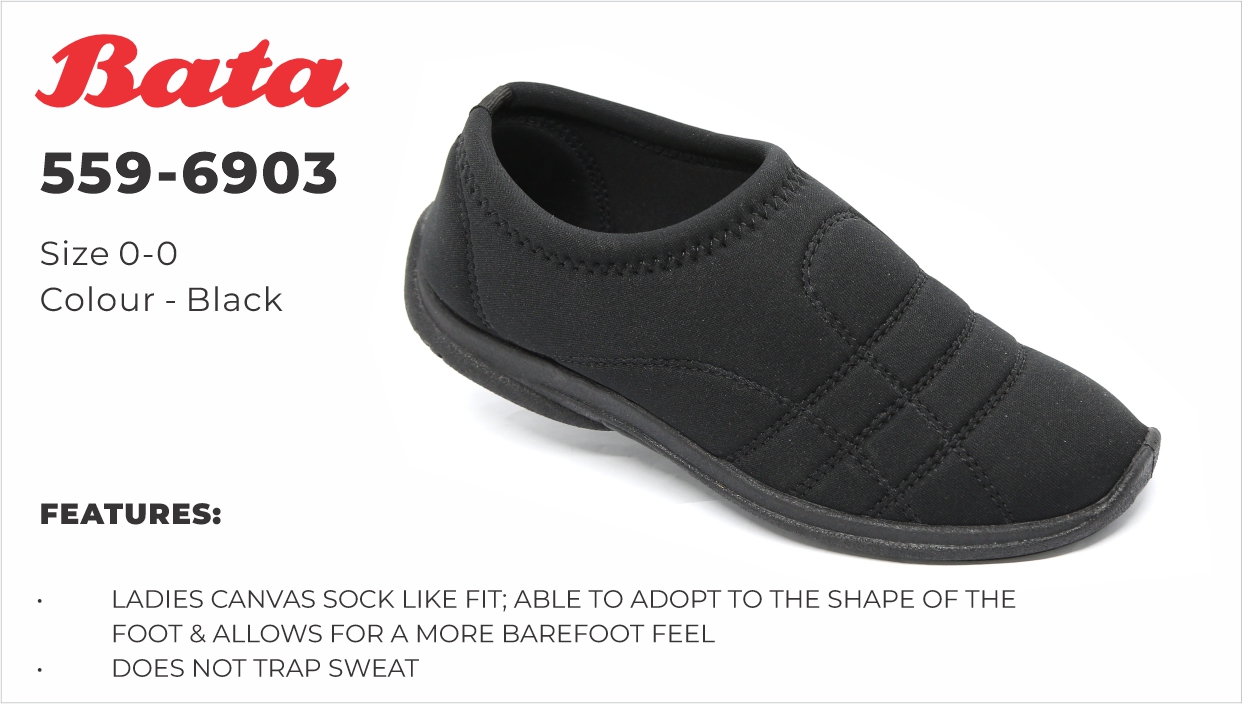 Bata
559-6903
Size 0-0
Colour - Black
FEATURES:
· LADIES CANVAS SOCK LIKE FIT; ABLE TO ADOPT TO THE SHAPE OF THE
FOOT & ALLOWS FOR A MORE BAREFOOT FEEL
· DOES NOT TRAP SWEAT